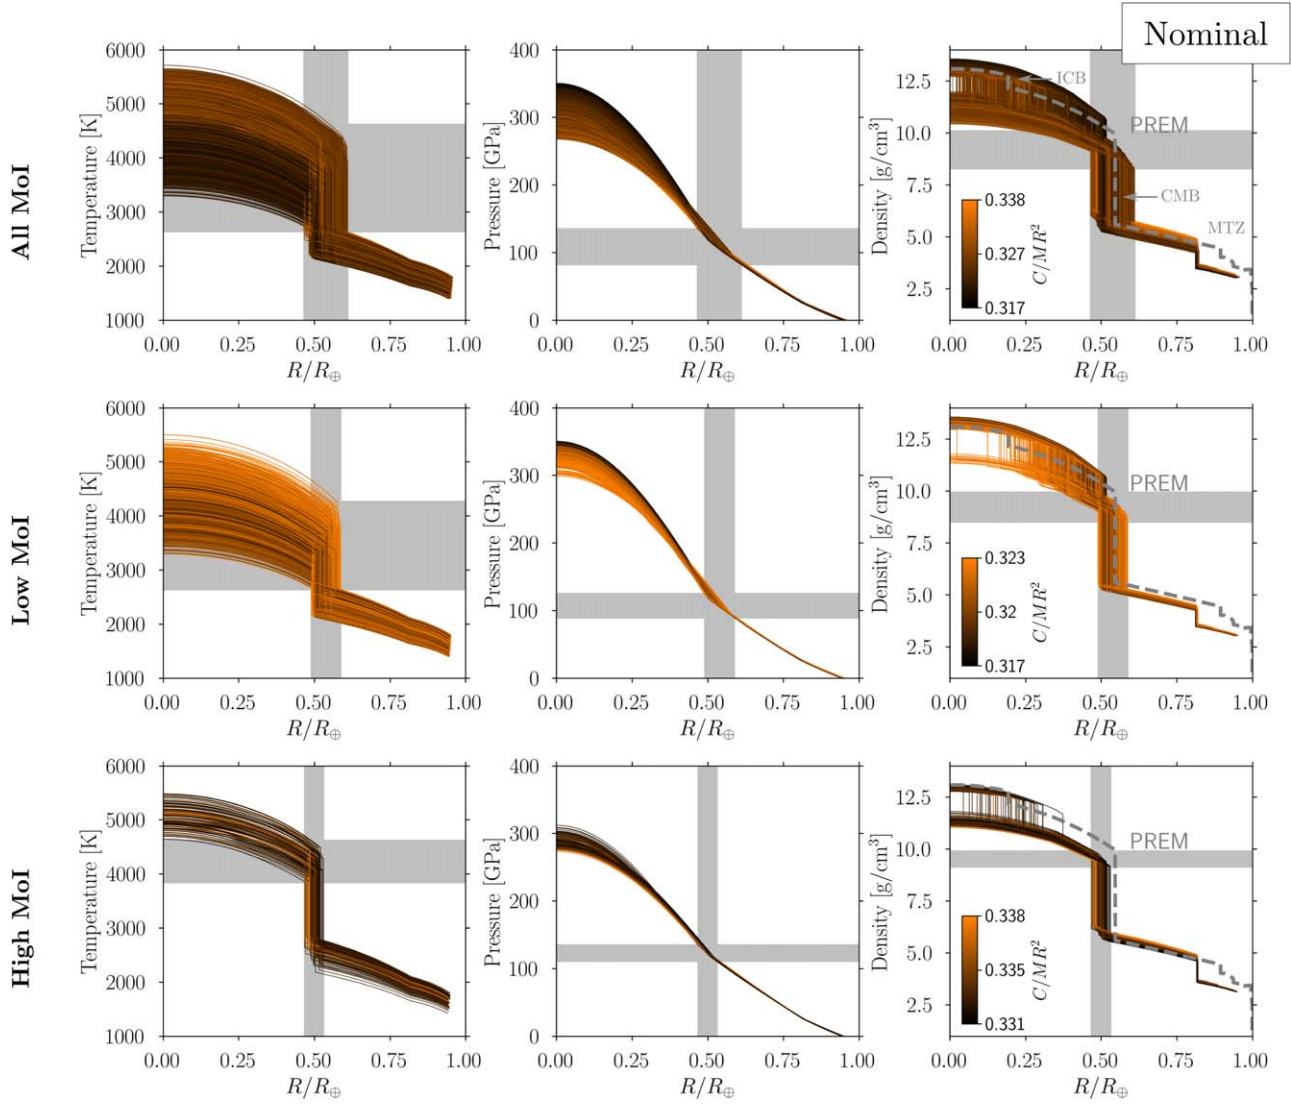 Nominal
All MoI
Temperature [K]
6000
5000
4000
3000
2000
1000
0.00 0.25 0.50 0.75 1.00
R/R⊕
Pressure [GPa]
400
300
200
100
0
0.00 0.25 0.50 0.75 1.00
R/R⊕
Density [g/cm³]
12.5
10.0
7.5
5.0
2.5
ICB
PREM
CMB
MTZ
0.338
0.327
0.317
C/MR²
0.00 0.25 0.50 0.75 1.00
R/R⊕
Low MoI
Temperature [K]
6000
5000
4000
3000
2000
1000
0.00 0.25 0.50 0.75 1.00
R/R⊕
Pressure [GPa]
400
300
200
100
0
0.00 0.25 0.50 0.75 1.00
R/R⊕
Density [g/cm³]
12.5
10.0
7.5
5.0
2.5
PREM
0.323
0.32
0.317
C/MR²
0.00 0.25 0.50 0.75 1.00
R/R⊕
High MoI
Temperature [K]
6000
5000
4000
3000
2000
1000
0.00 0.25 0.50 0.75 1.00
R/R⊕
Pressure [GPa]
400
300
200
100
0
0.00 0.25 0.50 0.75 1.00
R/R⊕
Density [g/cm³]
12.5
10.0
7.5
5.0
2.5
PREM
0.338
0.335
0.331
C/MR²
0.00 0.25 0.50 0.75 1.00
R/R⊕